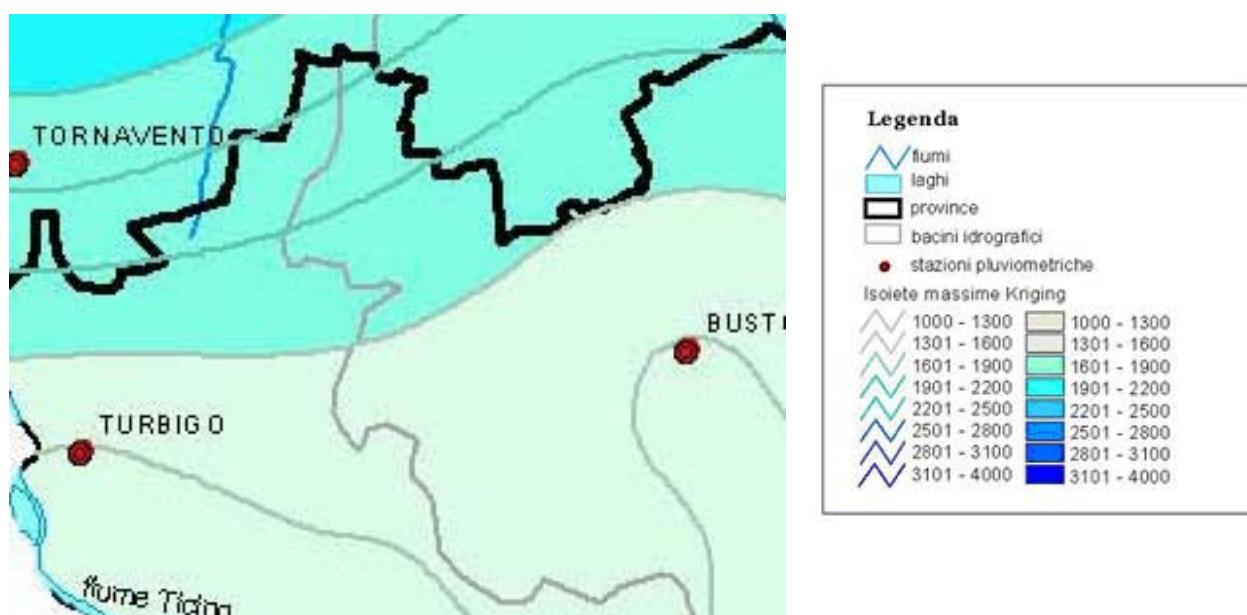 TORNAVENTO
BUST
TURBIGO
fiume Ticino
Legenda
fiumi
laghi
province
bacini idrografici
stazioni pluviometriche
Isoiete massime Kriging
1000 - 1300 1000 - 1300
1301 - 1600 1301 - 1600
1601 - 1900 1601 - 1900
1901 - 2200 1901 - 2200
2201 - 2500 2201 - 2500
2501 - 2800 2501 - 2800
2801 - 3100 2801 - 3100
3101 - 4000 3101 - 4000